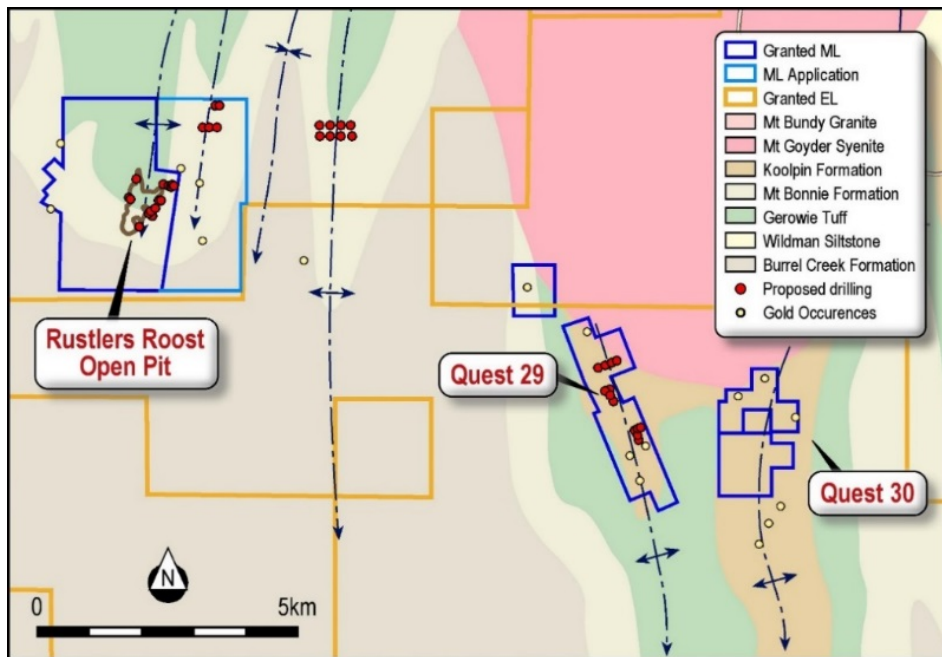 Granted ML
ML Application
Granted EL
Mt Bundy Granite
Mt Goyder Syenite
Koolpin Formation
Mt Bonnie Formation
Gerowie Tuff
Wildman Siltstone
Burrel Creek Formation
Proposed drilling
Gold Occurences
Rustlers Roost
Open Pit
Quest 29
Quest 30
N
0
5km